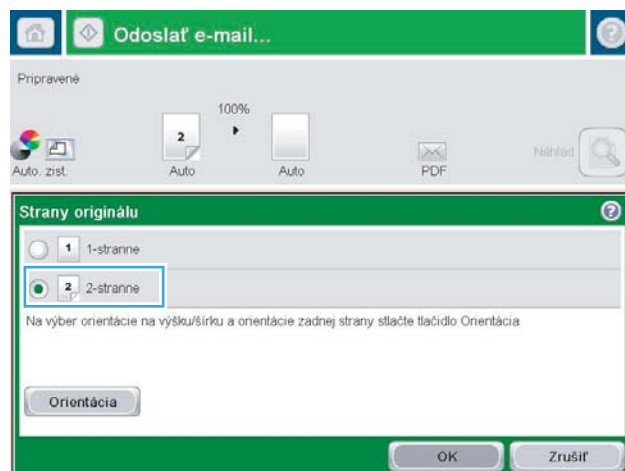 Odoslať e-mail...
Pripravené
100%
2
Auto. zist.
Auto
Auto
PDF
Náhľad
Strany originálu
1 1-stranne
2 2-stranne
Na výber orientácie na výšku/šírku a orientácie zadnej strany stlačte tlačidlo Orientácia
Orientácia
OK
Zrušiť